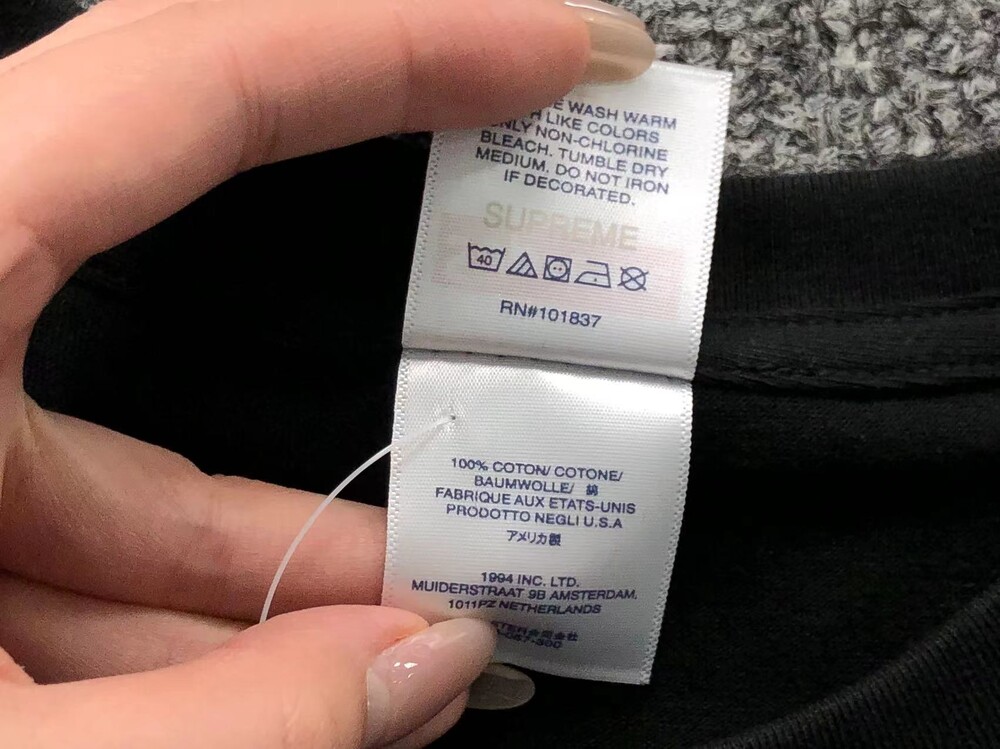 WASH WARM
LIKE COLORS
ONLY NON-CHLORINE
BLEACH. TUMBLE DRY
MEDIUM. DO NOT IRON
IF DECORATED.
SUPREME
40
RN#101837
100% COTON/ COTONE/
BAUMWOLLE/ 綿
FABRIQUE AUX ETATS-UNIS
PRODOTTO NEGLI U.S.A
アメリカ製
1994 INC. LTD.
MUIDERSTRAAT 9B AMSTERDAM.
1011PZ NETHERLANDS